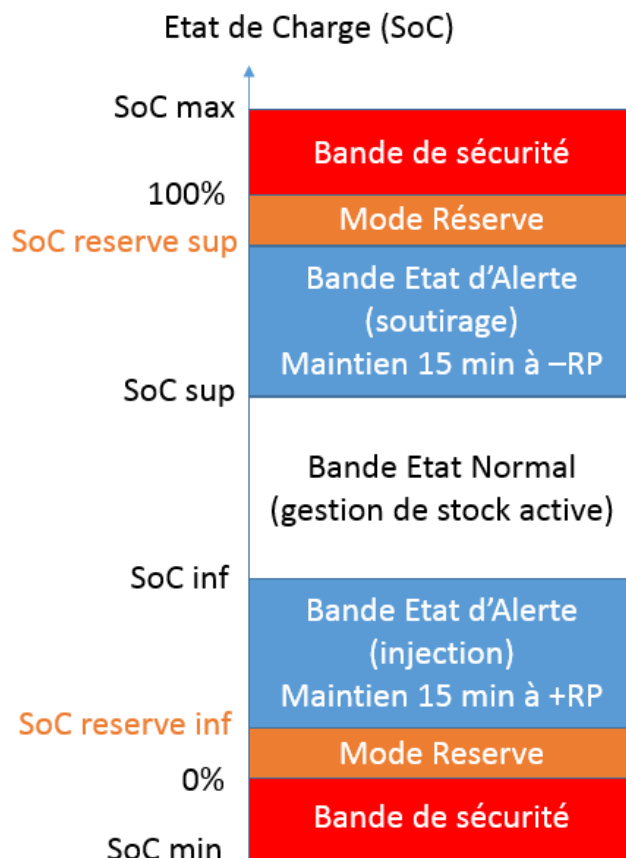 Etat de Charge (SoC)
SoC max
Bande de sécurité
100%
Mode Réserve
SoC reserve sup
Bande Etat d'Alerte
(soutirage)
Maintien 15 min à –RP
SoC sup
Bande Etat Normal
(gestion de stock active)
SoC inf
Bande Etat d'Alerte
(injection)
Maintien 15 min à +RP
SoC reserve inf
Mode Reserve
0%
Bande de sécurité
SoC min